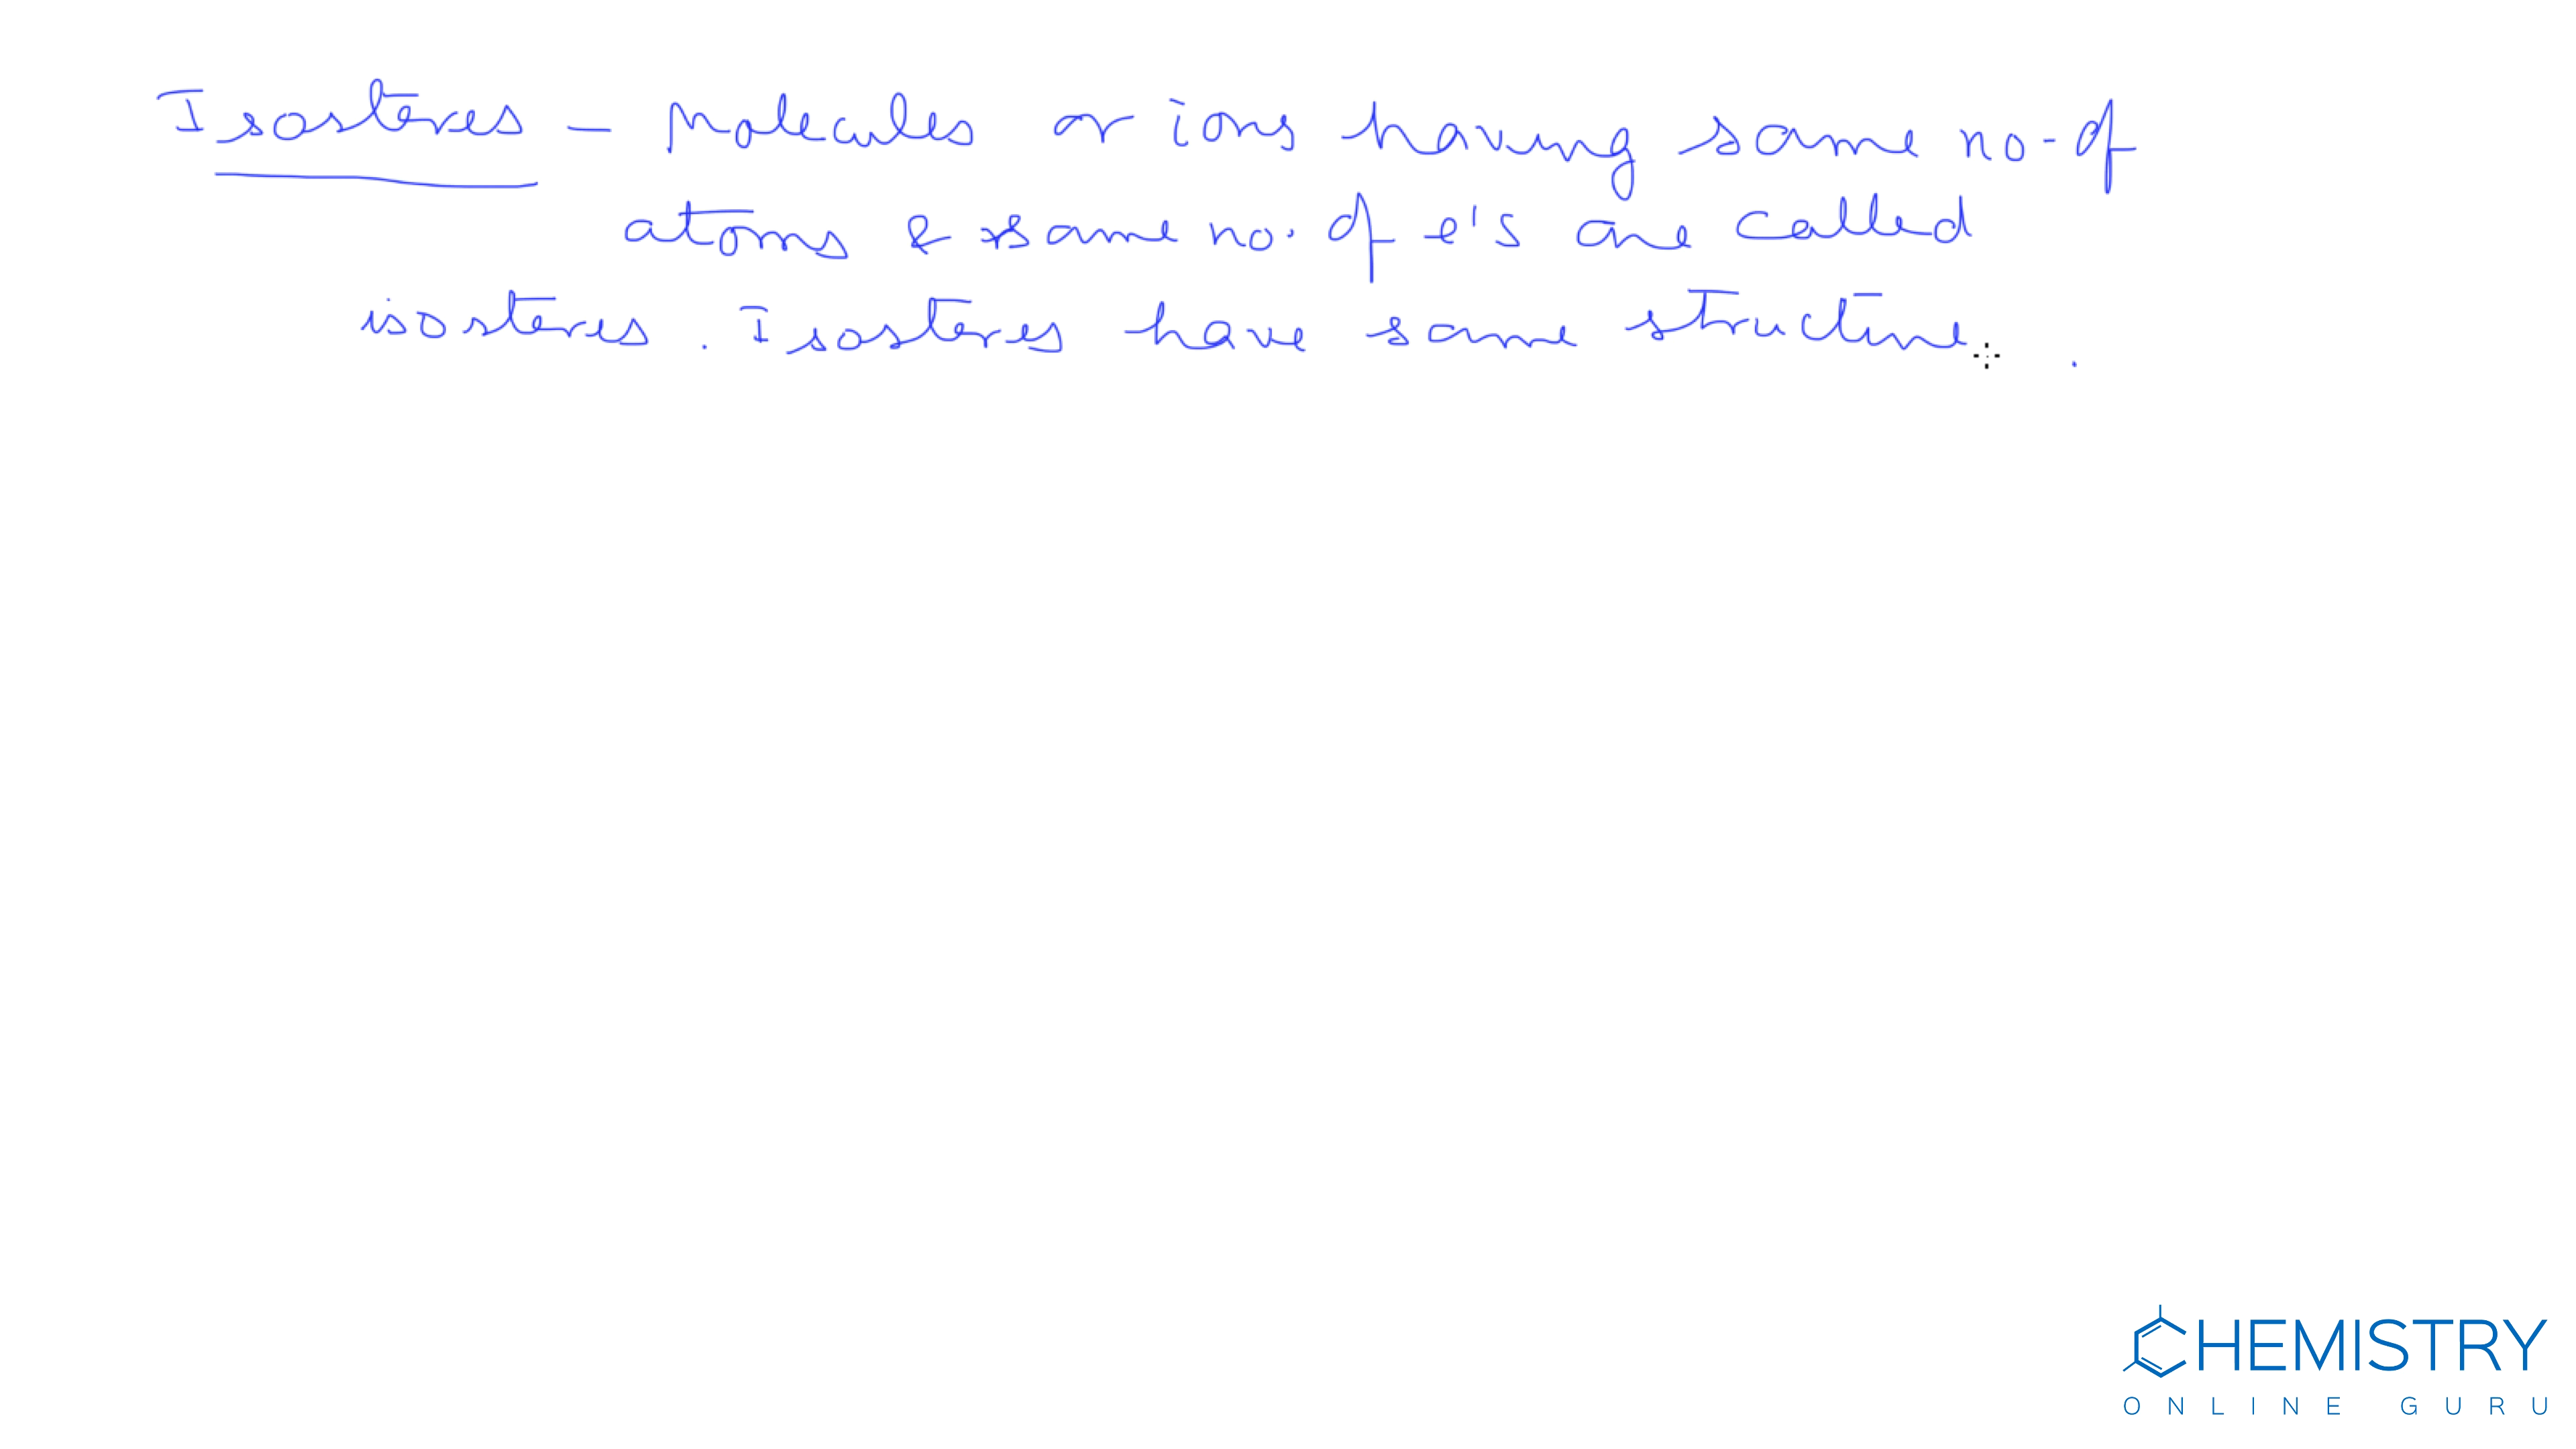 Isosteres – Molecules or ions having same no. of
atoms & same no. of e's are called
isosteres. Isosteres have same structure.
CHEMISTRY
ONLINE GURU